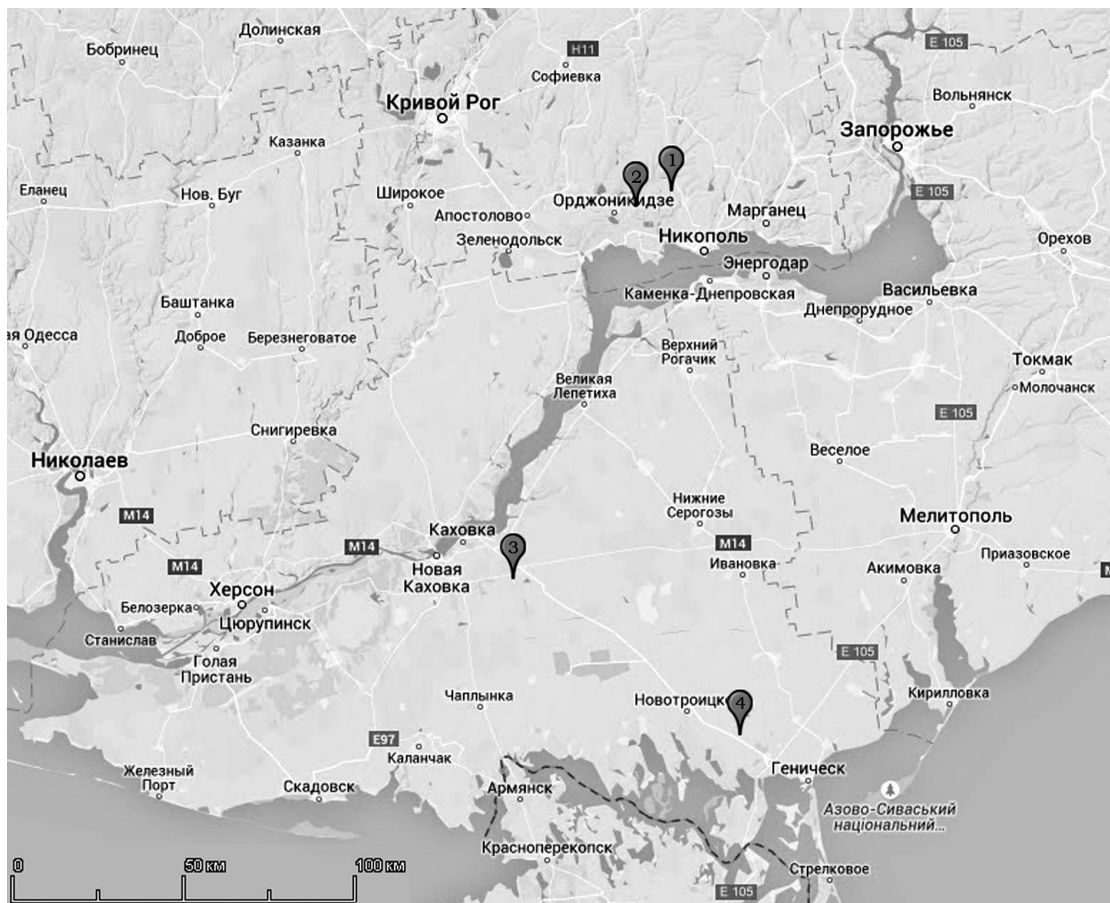 Долинская
Бобринец
E 105
H11
Софиевка
Кривой Рог
Вольнянск
Запорожье
Казанка
1
2
Еланец
Нов. Буг
Широкое
E 105
Орджоникидзе
Апостолово
Марганец
Никополь
Зеленодольск
Орехов
Энергодар
Каменка-Днепровская
Васильевка
Баштанка
Днепрорудное
ая Одесса
Доброе
Березнеговатое
Верхний
Рогачик
Токмак
Молочанск
Великая
Лепетиха
E 105
Снигиревка
Веселое
Николаев
Нижние
Серогозы
M14
Мелитополь
Каховка
M14
3
M14
Приазовское
M14
Новая
Каховка
Ивановка
Акимовка
M
Херсон
Белозерка
Цюрупинск
Станислав
Голая
Пристань
E 105
Чаплынка
Новотроицк
4
Кирилловка
E97
Каланчак
Железный
Порт
Скадовск
Армянск
Геническ
Азово-Сиваський
національний...
Красноперекопск
0
50 км
100 км
Стрелковое
E 105